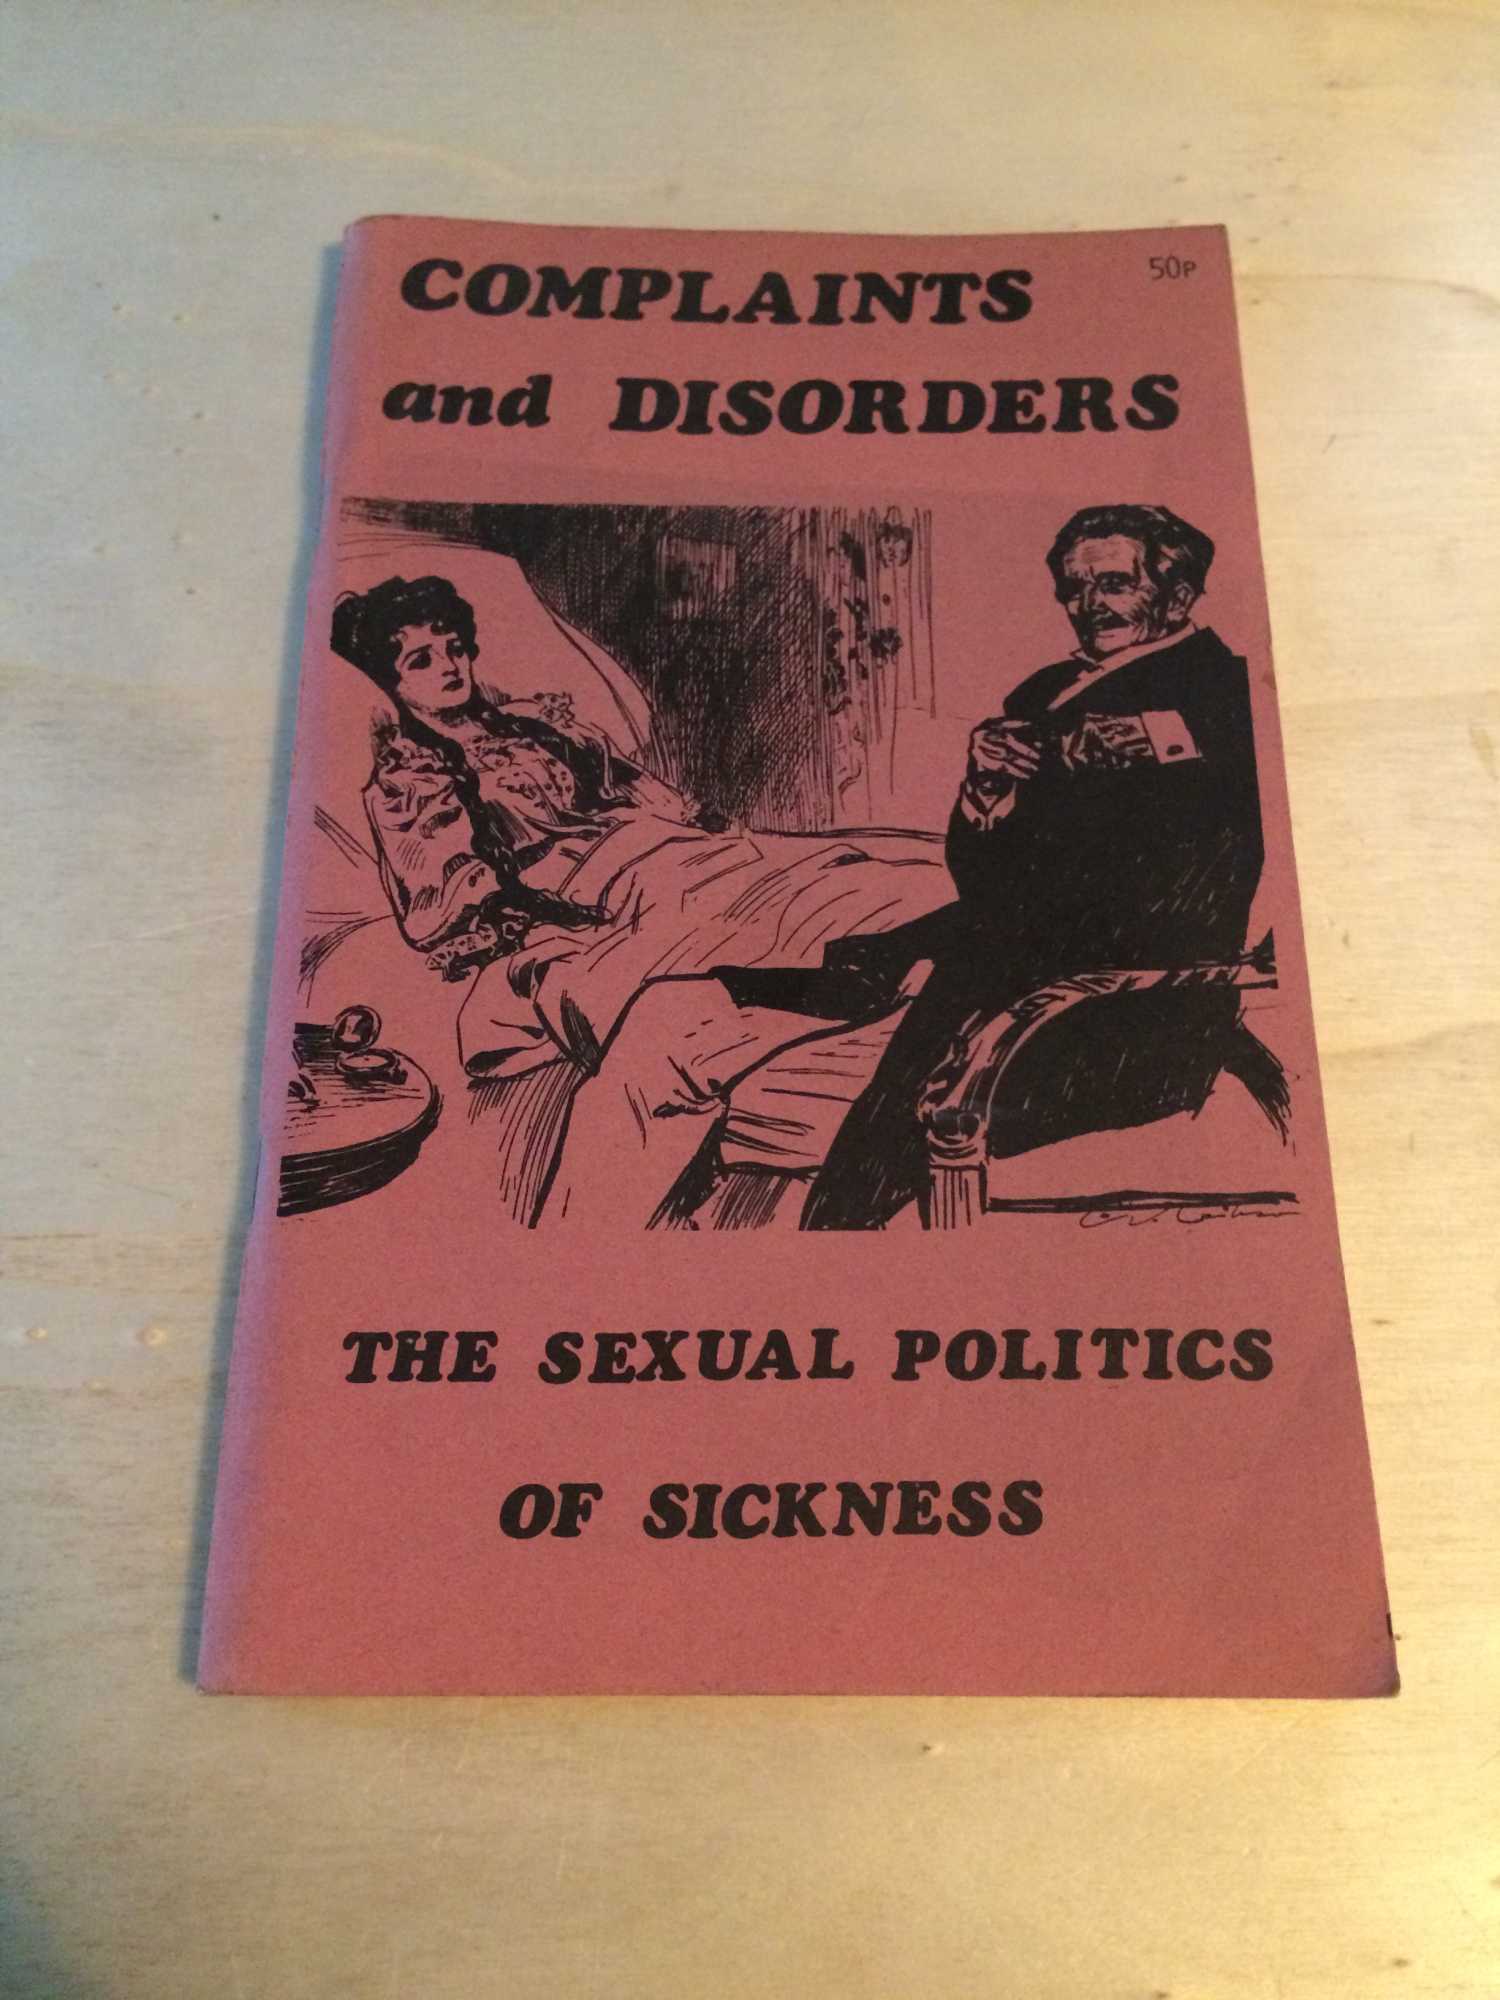 50P
COMPLAINTS
and DISORDERS
THE SEXUAL POLITICS
OF SICKNESS